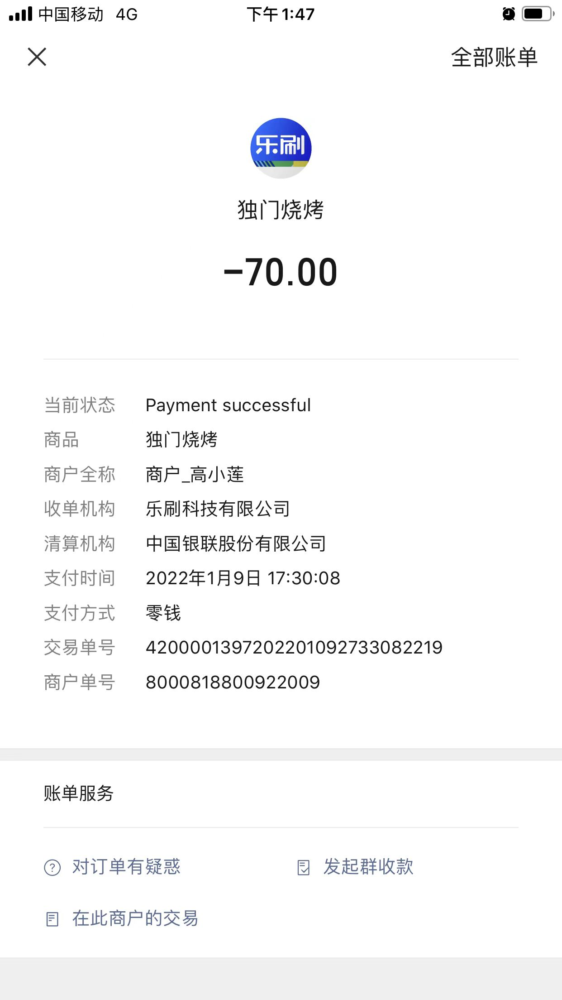 中国移动 4G 下午1:47
全部账单
乐刷
独门烧烤
-70.00
当前状态 Payment successful
商品 独门烧烤
商户全称 商户_高小莲
收单机构 乐刷科技有限公司
清算机构 中国银联股份有限公司
支付时间 2022年1月9日 17:30:08
支付方式 零钱
交易单号 4200001397202201092733082219
商户单号 8000818800922009
账单服务
对订单有疑惑 发起群收款
在此商户的交易